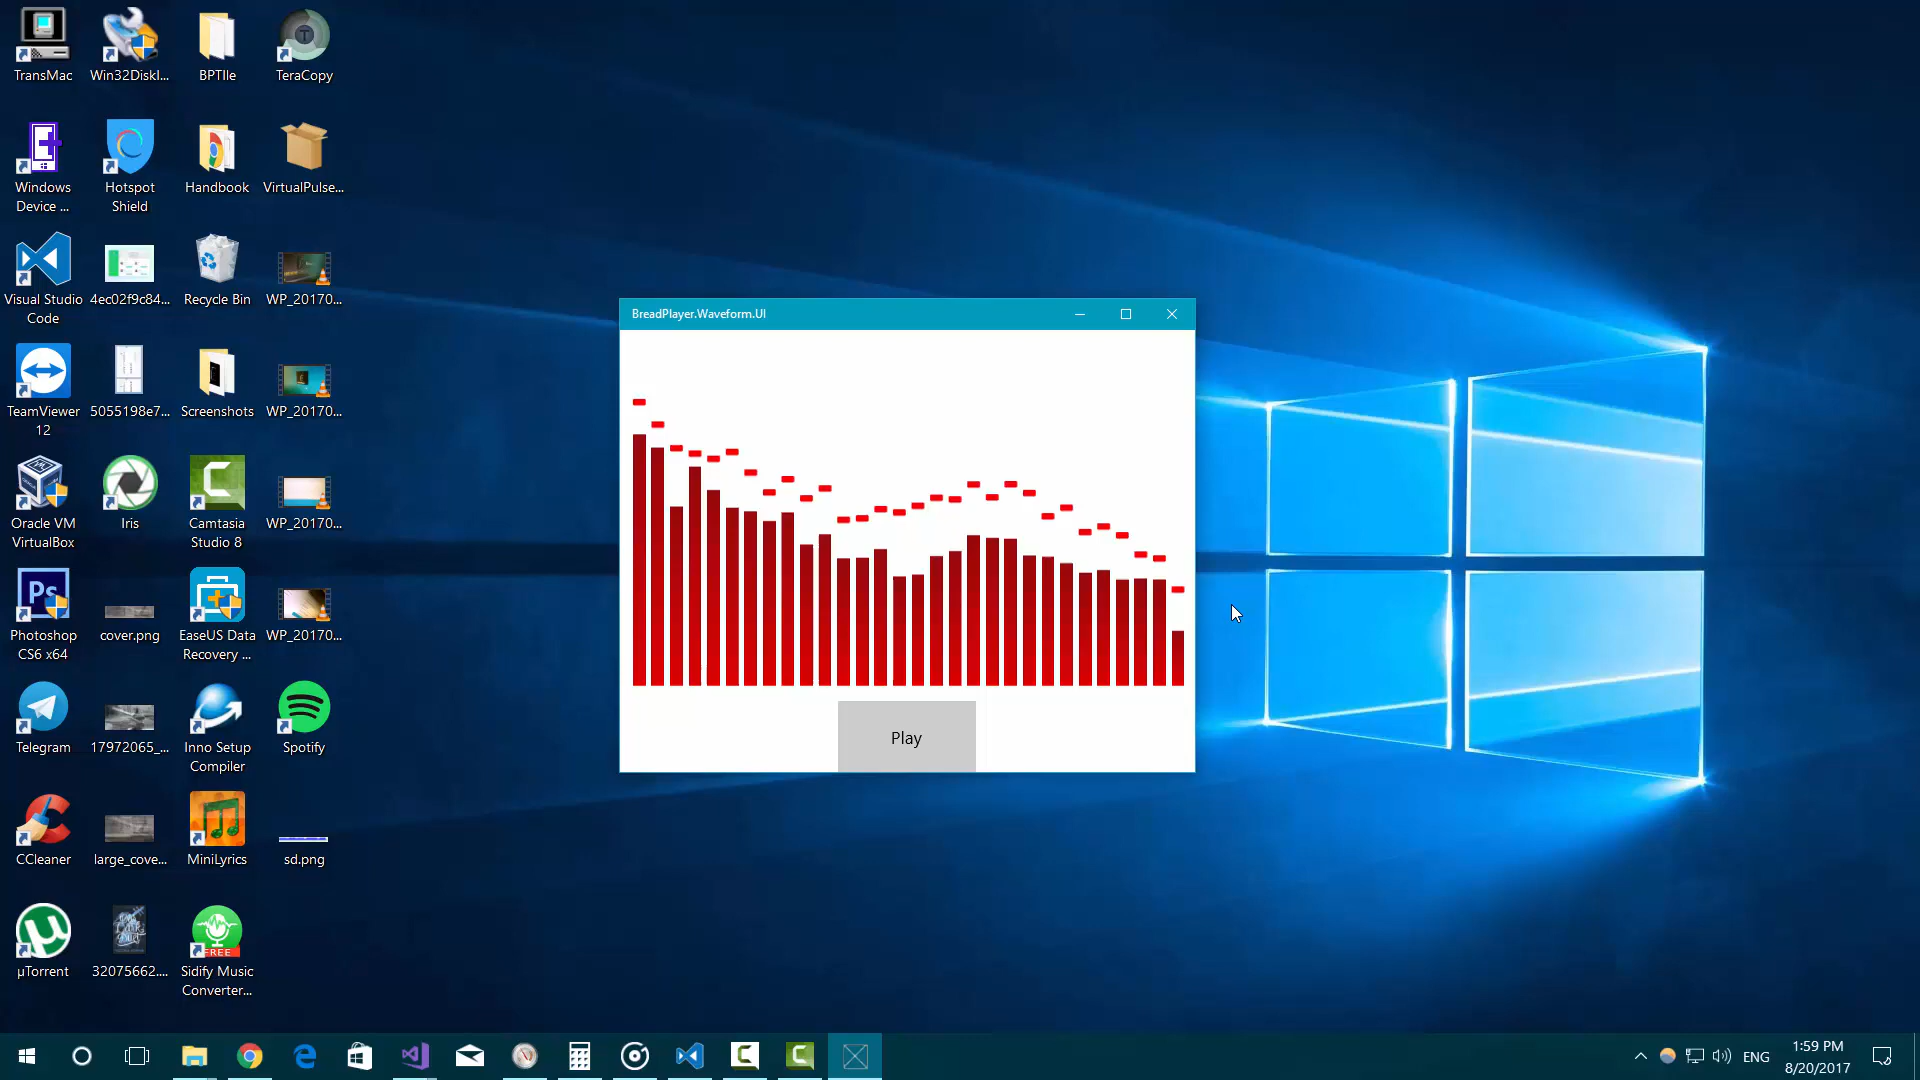 TransMac
Win32DiskI...
BPTIle
TeraCopy
Windows
Device ...
Hotspot
Shield
Handbook
VirtualPulse...
Visual Studio
Code
4ec02f9c84...
Recycle Bin
WP_20170...
TeamViewer
12
5055198e7...
Screenshots
WP_20170...
Oracle VM
VirtualBox
Iris
Camtasia
Studio 8
WP_20170...
Ps
Photoshop
CS6 x64
cover.png
EaseUS Data
Recovery ...
WP_20170...
Telegram
17972065_...
Inno Setup
Compiler
Spotify
CCleaner
large_cove...
MiniLyrics
sd.png
µTorrent
32075662....
FREE
Sidify Music
Converter...
BreadPlayer.Waveform.UI
Play
ENG
1:59 PM
8/20/2017